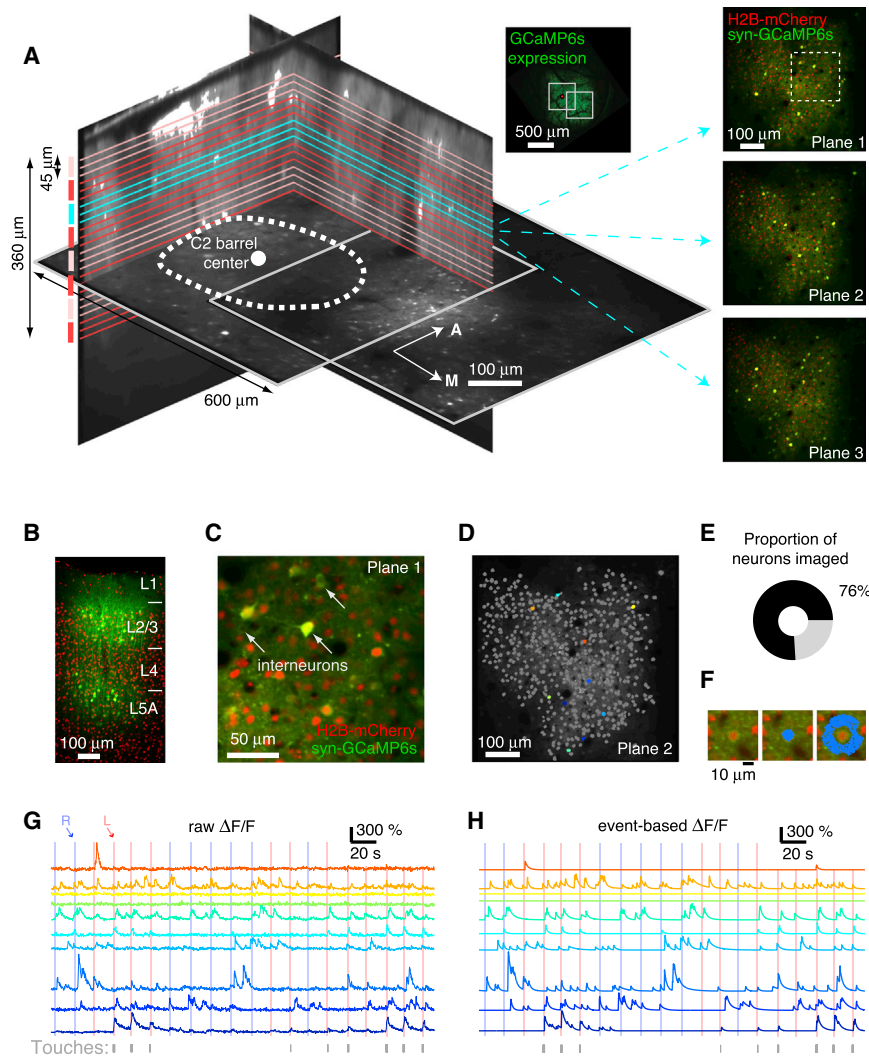 A
GCaMP6s
expression
500 μm
H2B-mCherry
syn-GCaMP6s
100 μm
Plane 1
45 μm
360 μm
C2 barrel
center
A
M
100 μm
600 μm
Plane 2
Plane 3
B
L1
L2/3
L4
L5A
100 μm
C
Plane 1
interneurons
H2B-mCherry
syn-GCaMP6s
50 μm
D
100 μm
Plane 2
E
Proportion of
neurons imaged
76%
F
10 μm
G
R
L
raw ΔF/F
300 %
20 s
Touches:
H
event-based ΔF/F
300 %
20 s